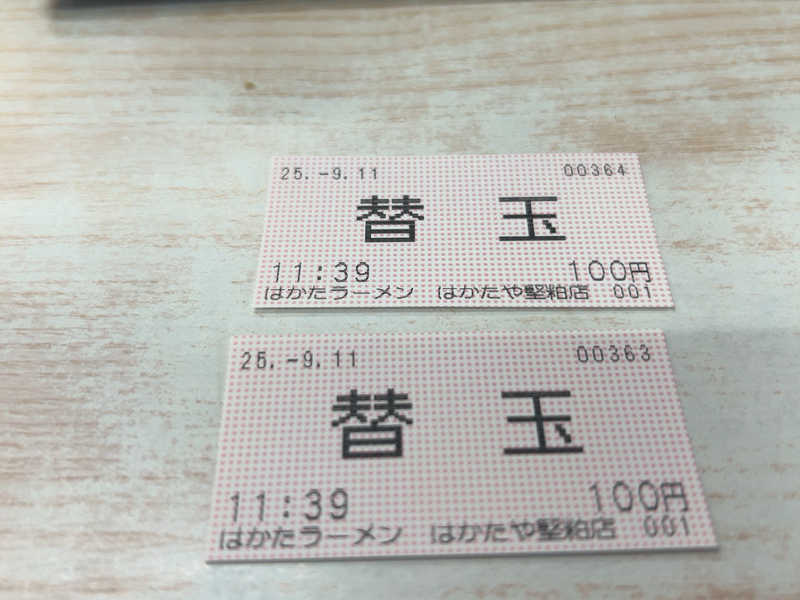 25.-9.11 00364
替玉
11:39 100円
はかたラーメン はかたや堅粕店 001
25.-9.11 00363
替玉
11:39 100円
はかたラーメン はかたや堅粕店 001